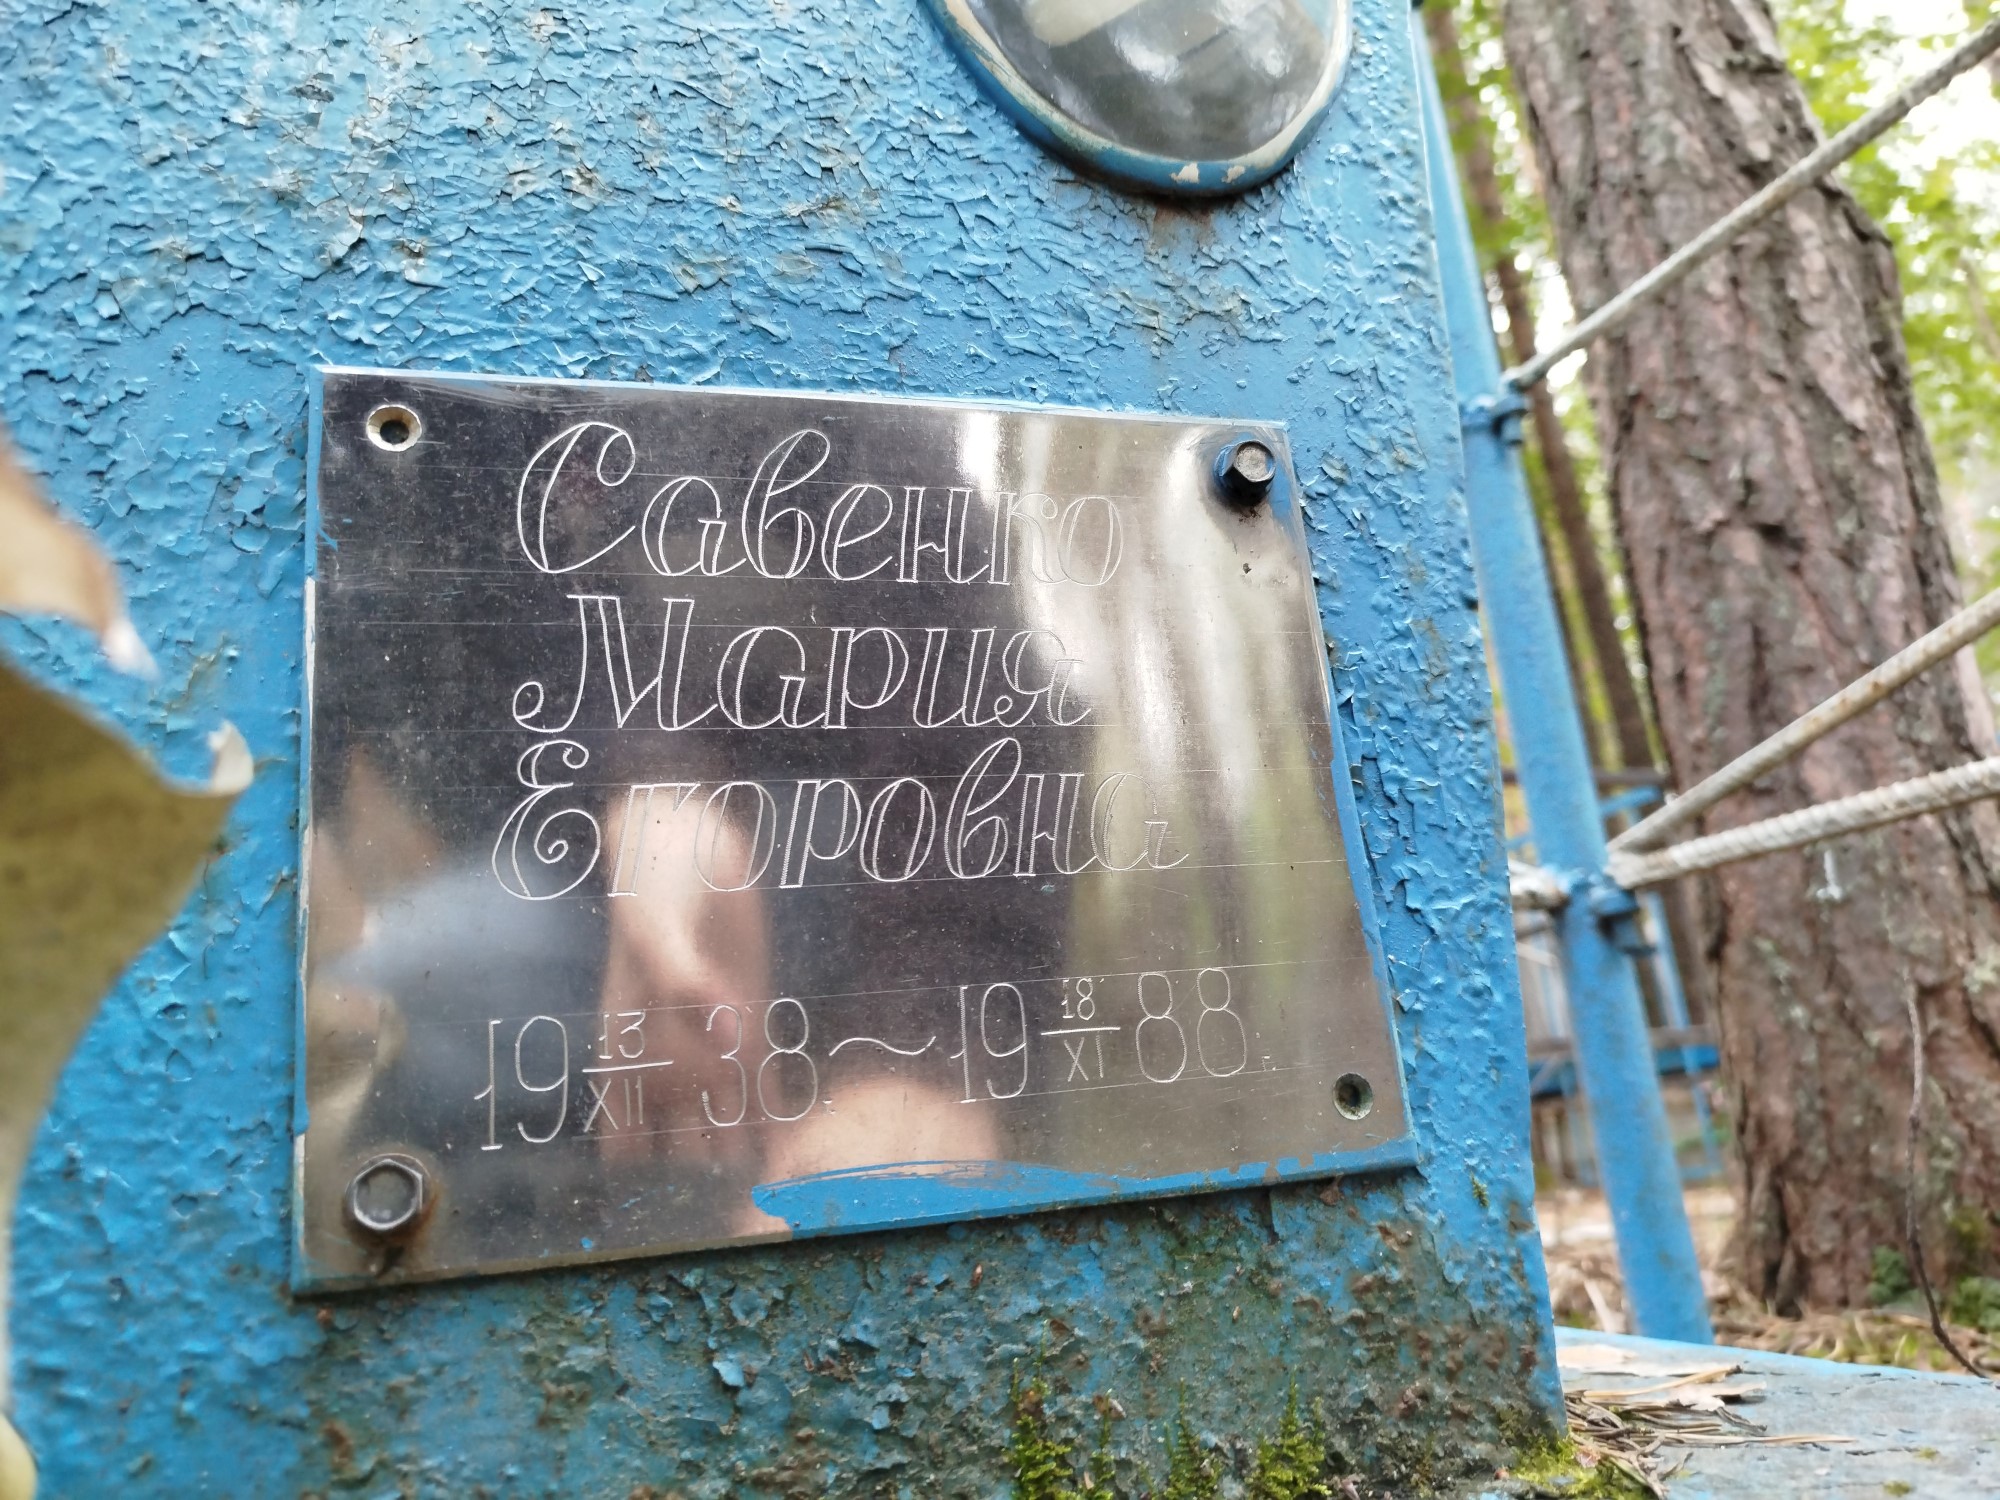 Савенко
Мария
Егоровна
19 13/XII 38 ~ 19 18/XI 88 г.